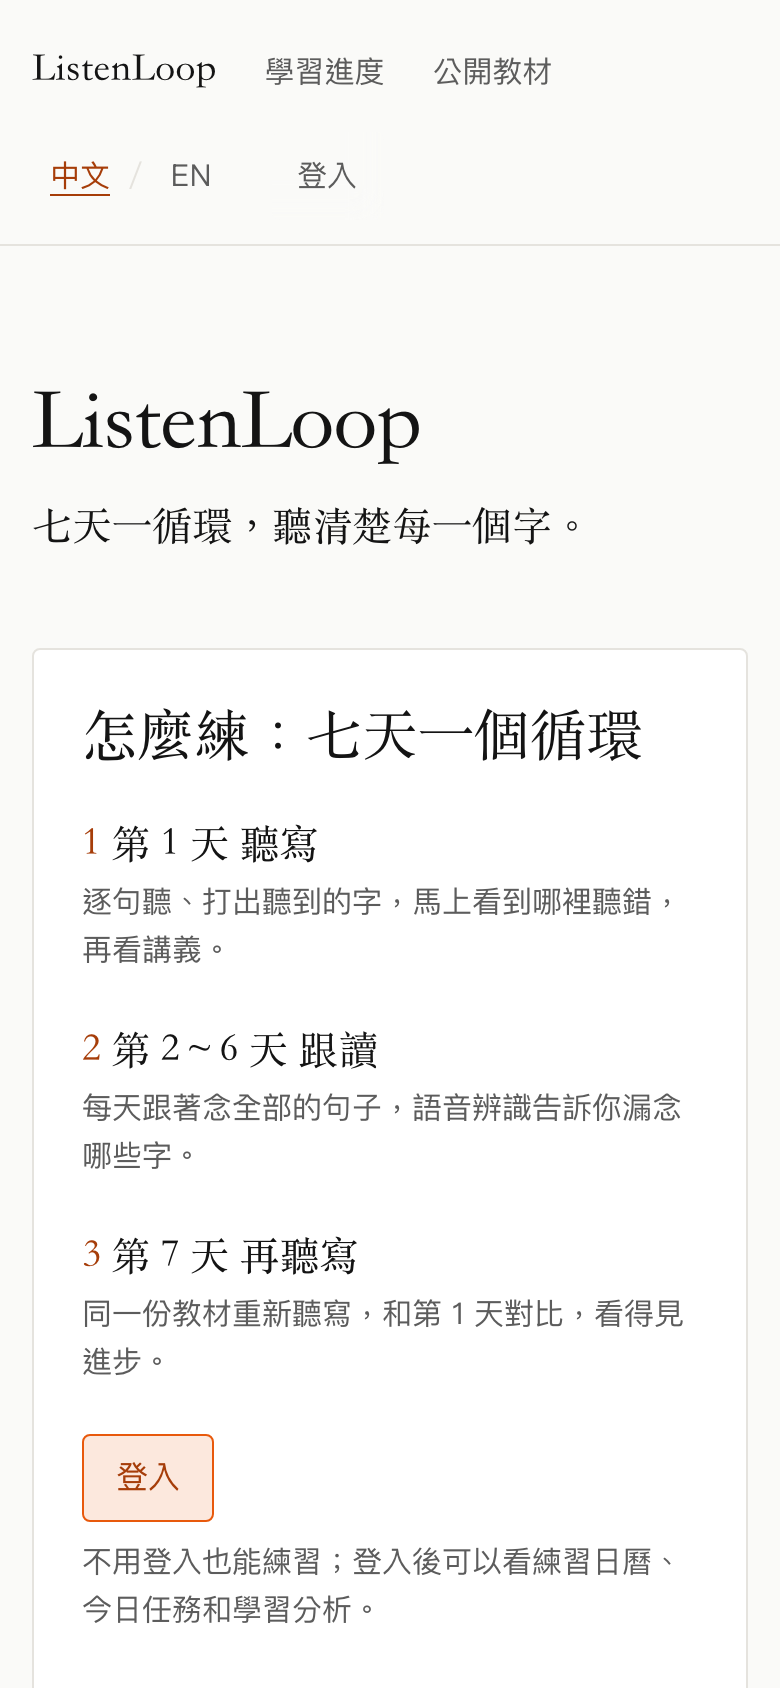 ListenLoop 學習進度 公開教材
中文 / EN 登入
ListenLoop
七天一循環，聽清楚每一個字。
怎麼練：七天一個循環
1 第 1 天 聽寫
逐句聽、打出聽到的字，馬上看到哪裡聽錯，
再看講義。
2 第 2~6 天 跟讀
每天跟著念全部的句子，語音辨識告訴你漏念
哪些字。
3 第 7 天 再聽寫
同一份教材重新聽寫，和第 1 天對比，看得見
進步。
登入
不用登入也能練習；登入後可以看練習日曆、
今日任務和學習分析。